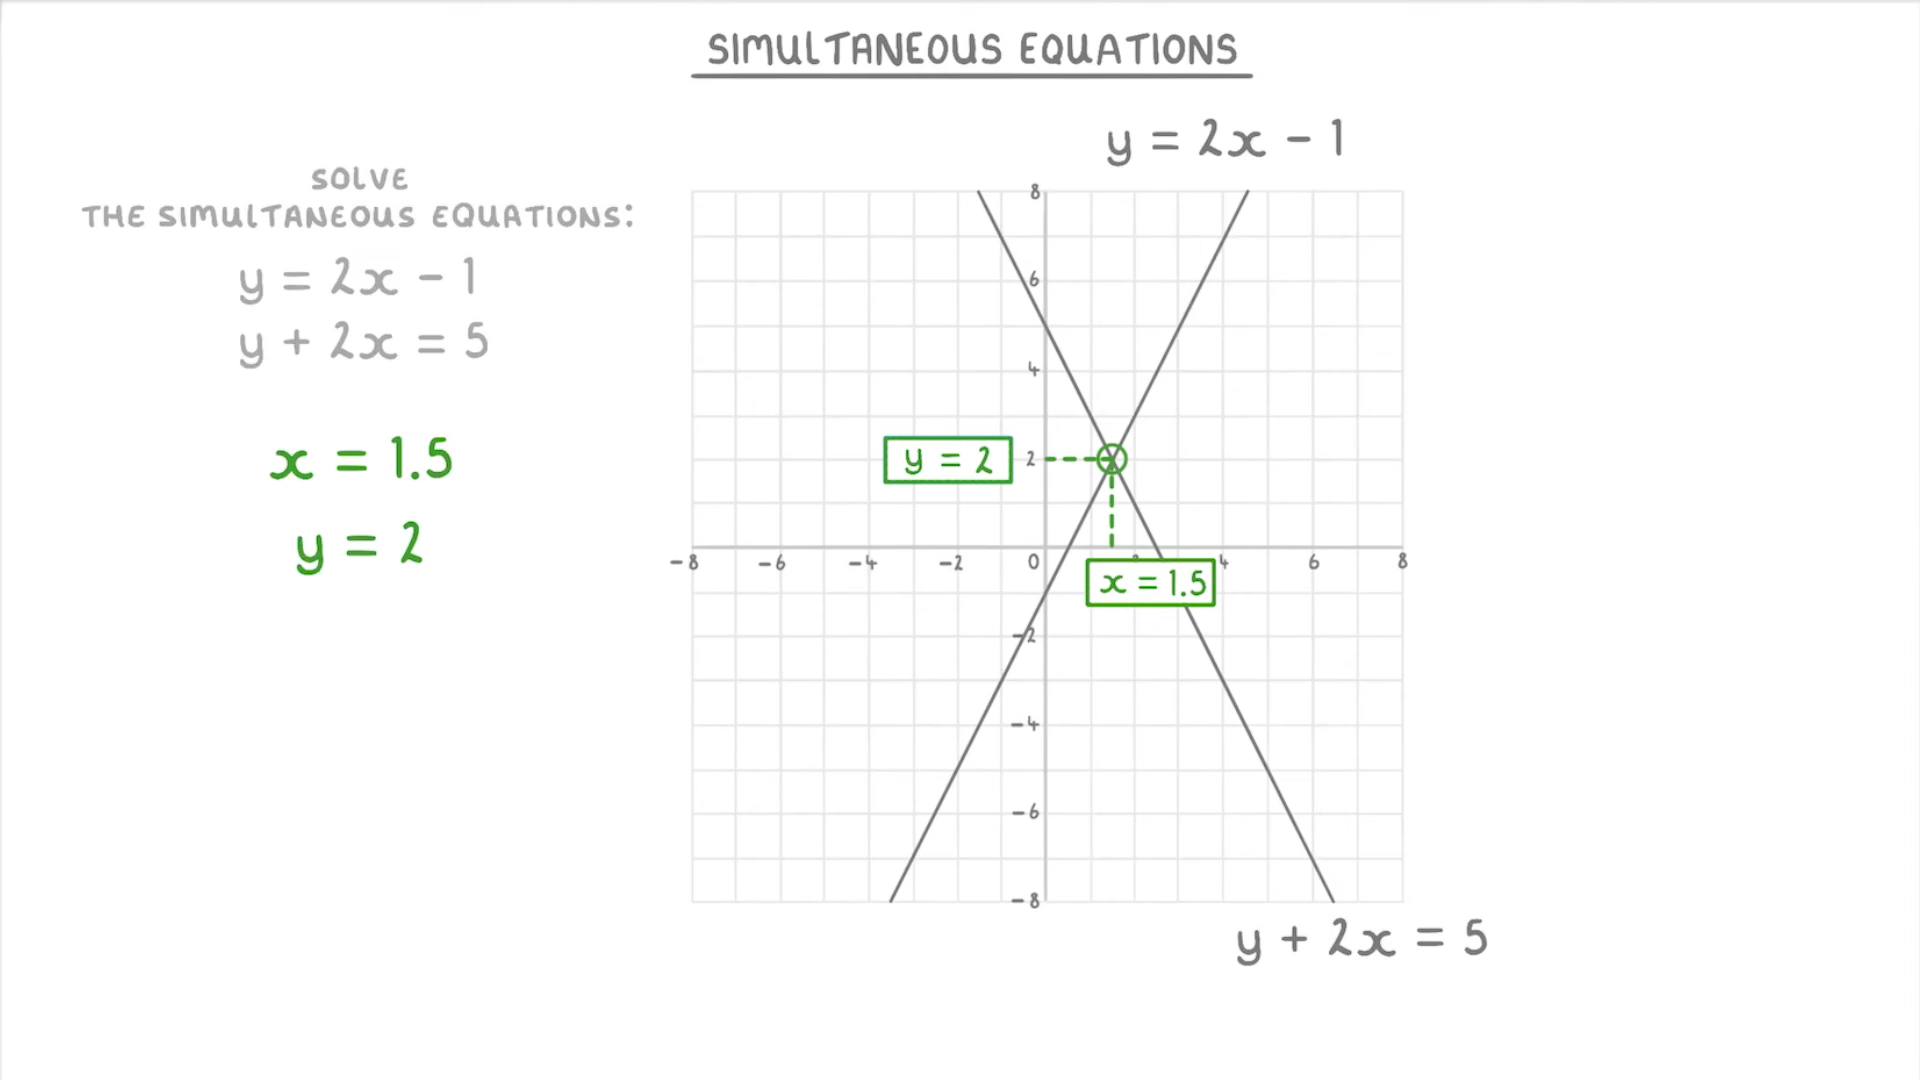 SIMULTANEOUS EQUATIONS
SOLVE
THE SIMULTANEOUS EQUATIONS:
y = 2x - 1
y + 2x = 5
x = 1.5
y = 2
y = 2x - 1
8
6
4
y = 2
2
-8 -6 -4 -2 0 4 6 8
x = 1.5
-2
-4
-6
-8
y + 2x = 5